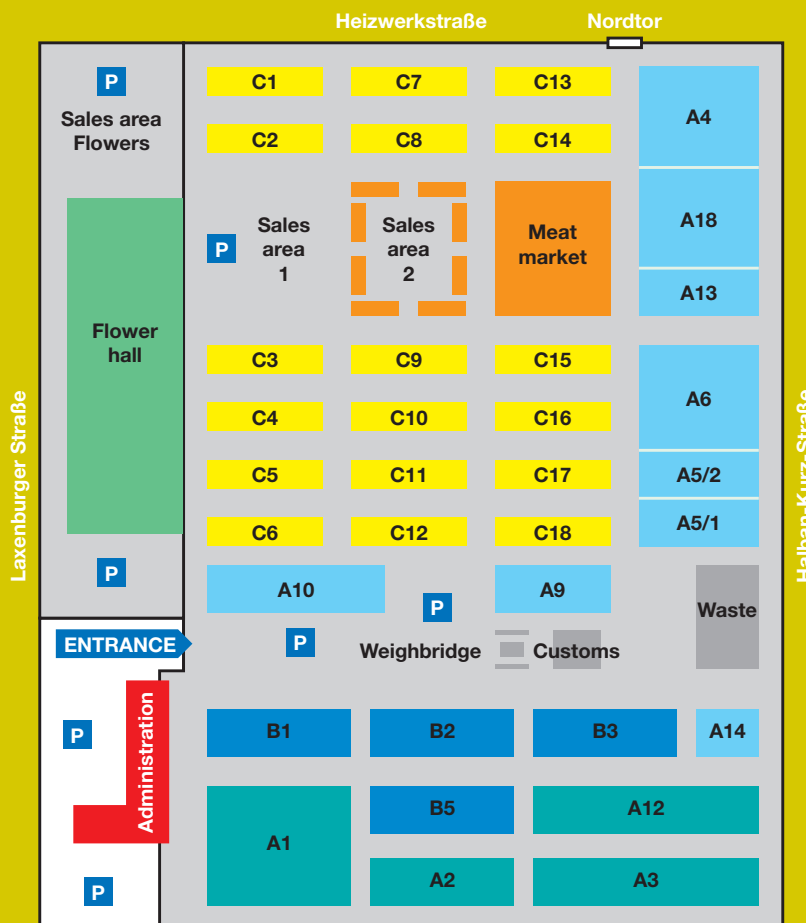 Heizwerkstraße
Nordtor
P
Sales area
Flowers
C1
C7
C13
A4
C2
C8
C14
P
Sales
area
1
Sales
area
2
Meat
market
A18
A13
Flower
hall
C3
C9
C15
A6
C4
C10
C16
C5
C11
C17
A5/2
C6
C12
C18
A5/1
Laxenburger Straße
Halban-Kurz-Straße
P
A10
P
A9
Waste
ENTRANCE
P
Weighbridge
Customs
P
Administration
B1
B2
B3
A14
A1
B5
A12
P
A2
A3